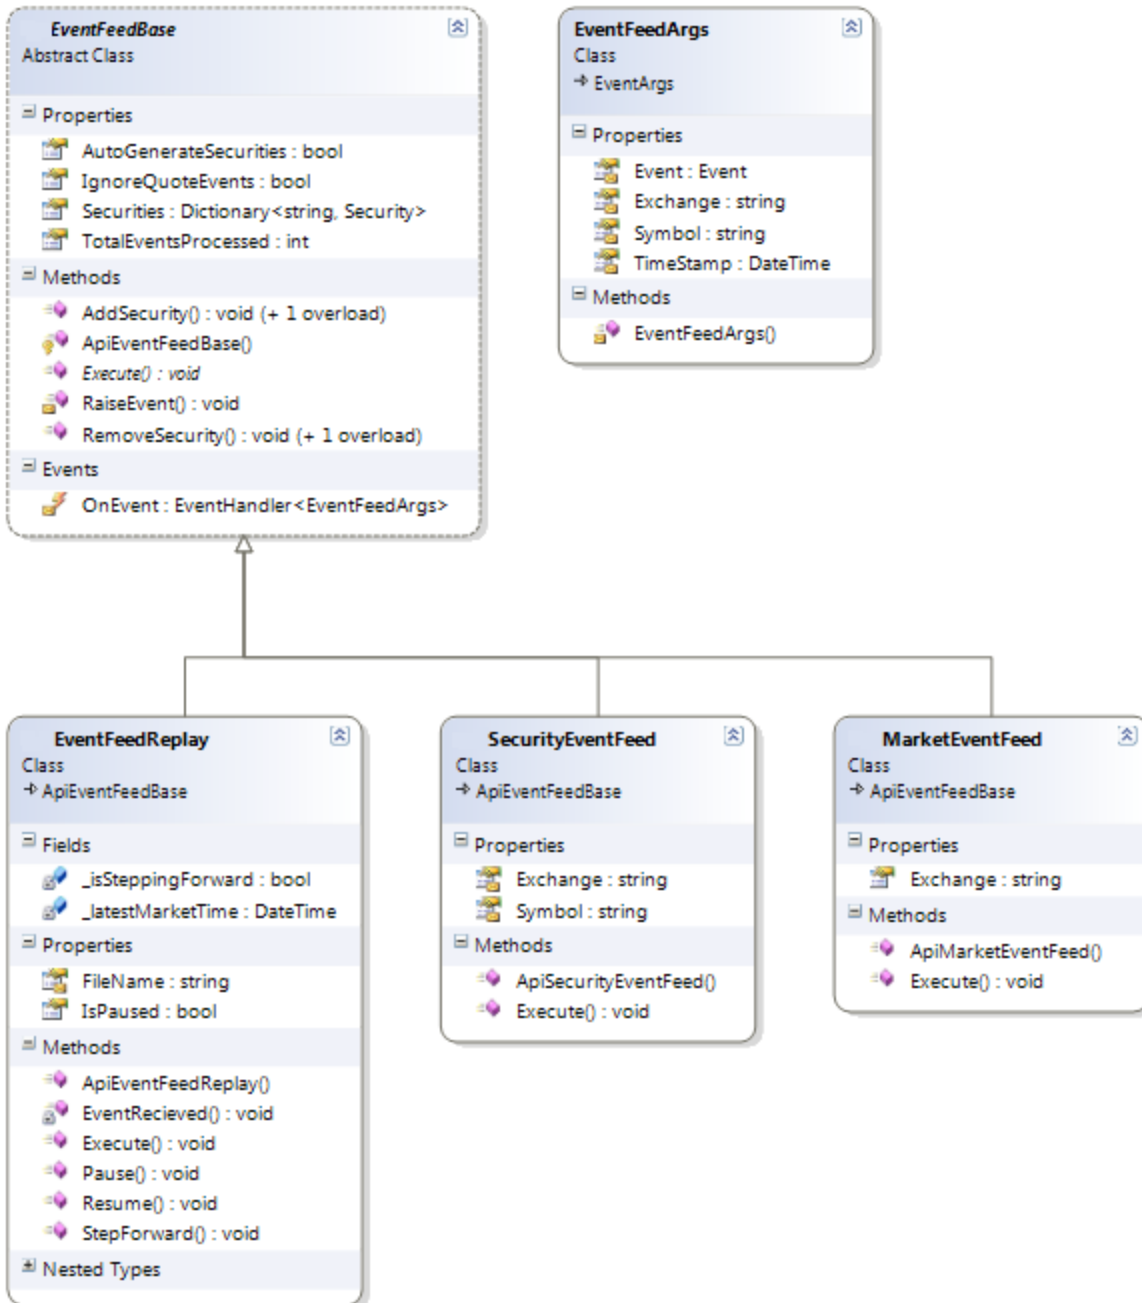 EventFeedBase
Abstract Class
Properties
AutoGenerateSecurities : bool
IgnoreQuoteEvents : bool
Securities : Dictionary<string, Security>
TotalEventsProcessed : int
Methods
AddSecurity() : void (+ 1 overload)
ApiEventFeedBase()
Execute() : void
RaiseEvent() : void
RemoveSecurity() : void (+ 1 overload)
Events
OnEvent : EventHandler<EventFeedArgs>
EventFeedArgs
Class
EventArgs
Properties
Event : Event
Exchange : string
Symbol : string
TimeStamp : DateTime
Methods
EventFeedArgs()
EventFeedReplay
Class
ApiEventFeedBase
Fields
_isSteppingForward : bool
_latestMarketTime : DateTime
Properties
FileName : string
IsPaused : bool
Methods
ApiEventFeedReplay()
EventRecieved() : void
Execute() : void
Pause() : void
Resume() : void
StepForward() : void
Nested Types
SecurityEventFeed
Class
ApiEventFeedBase
Properties
Exchange : string
Symbol : string
Methods
ApiSecurityEventFeed()
Execute() : void
MarketEventFeed
Class
ApiEventFeedBase
Properties
Exchange : string
Methods
ApiMarketEventFeed()
Execute() : void